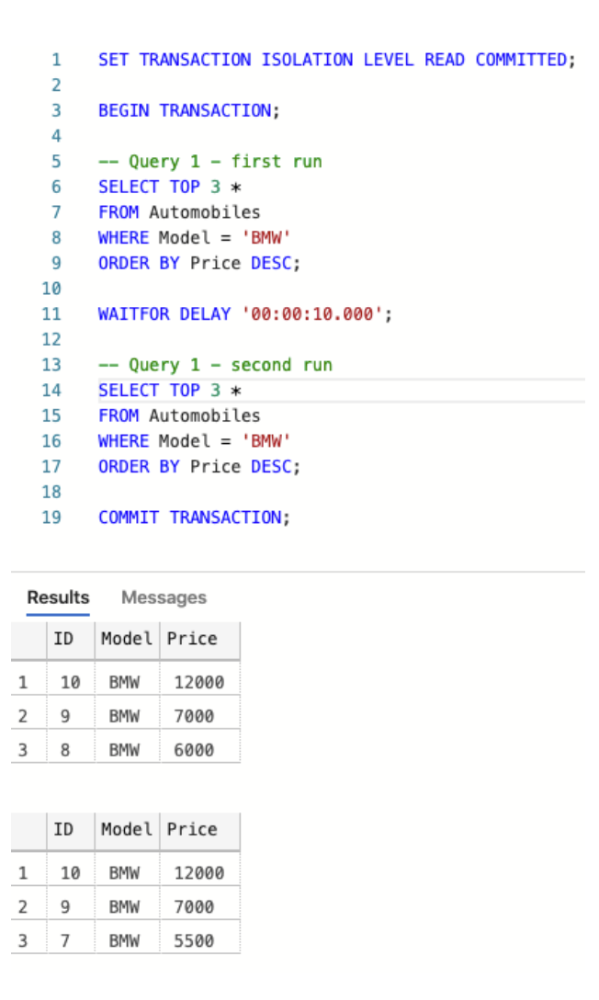 1 SET TRANSACTION ISOLATION LEVEL READ COMMITTED;
2
3 BEGIN TRANSACTION;
4
5 -- Query 1 – first run
6 SELECT TOP 3 *
7 FROM Automobiles
8 WHERE Model = 'BMW'
9 ORDER BY Price DESC;
10
11 WAITFOR DELAY '00:00:10.000';
12
13 -- Query 1 – second run
14 SELECT TOP 3 *
15 FROM Automobiles
16 WHERE Model = 'BMW'
17 ORDER BY Price DESC;
18
19 COMMIT TRANSACTION;
Results Messages
ID Model Price
1 10 BMW 12000
2 9 BMW 7000
3 8 BMW 6000
ID Model Price
1 10 BMW 12000
2 9 BMW 7000
3 7 BMW 5500